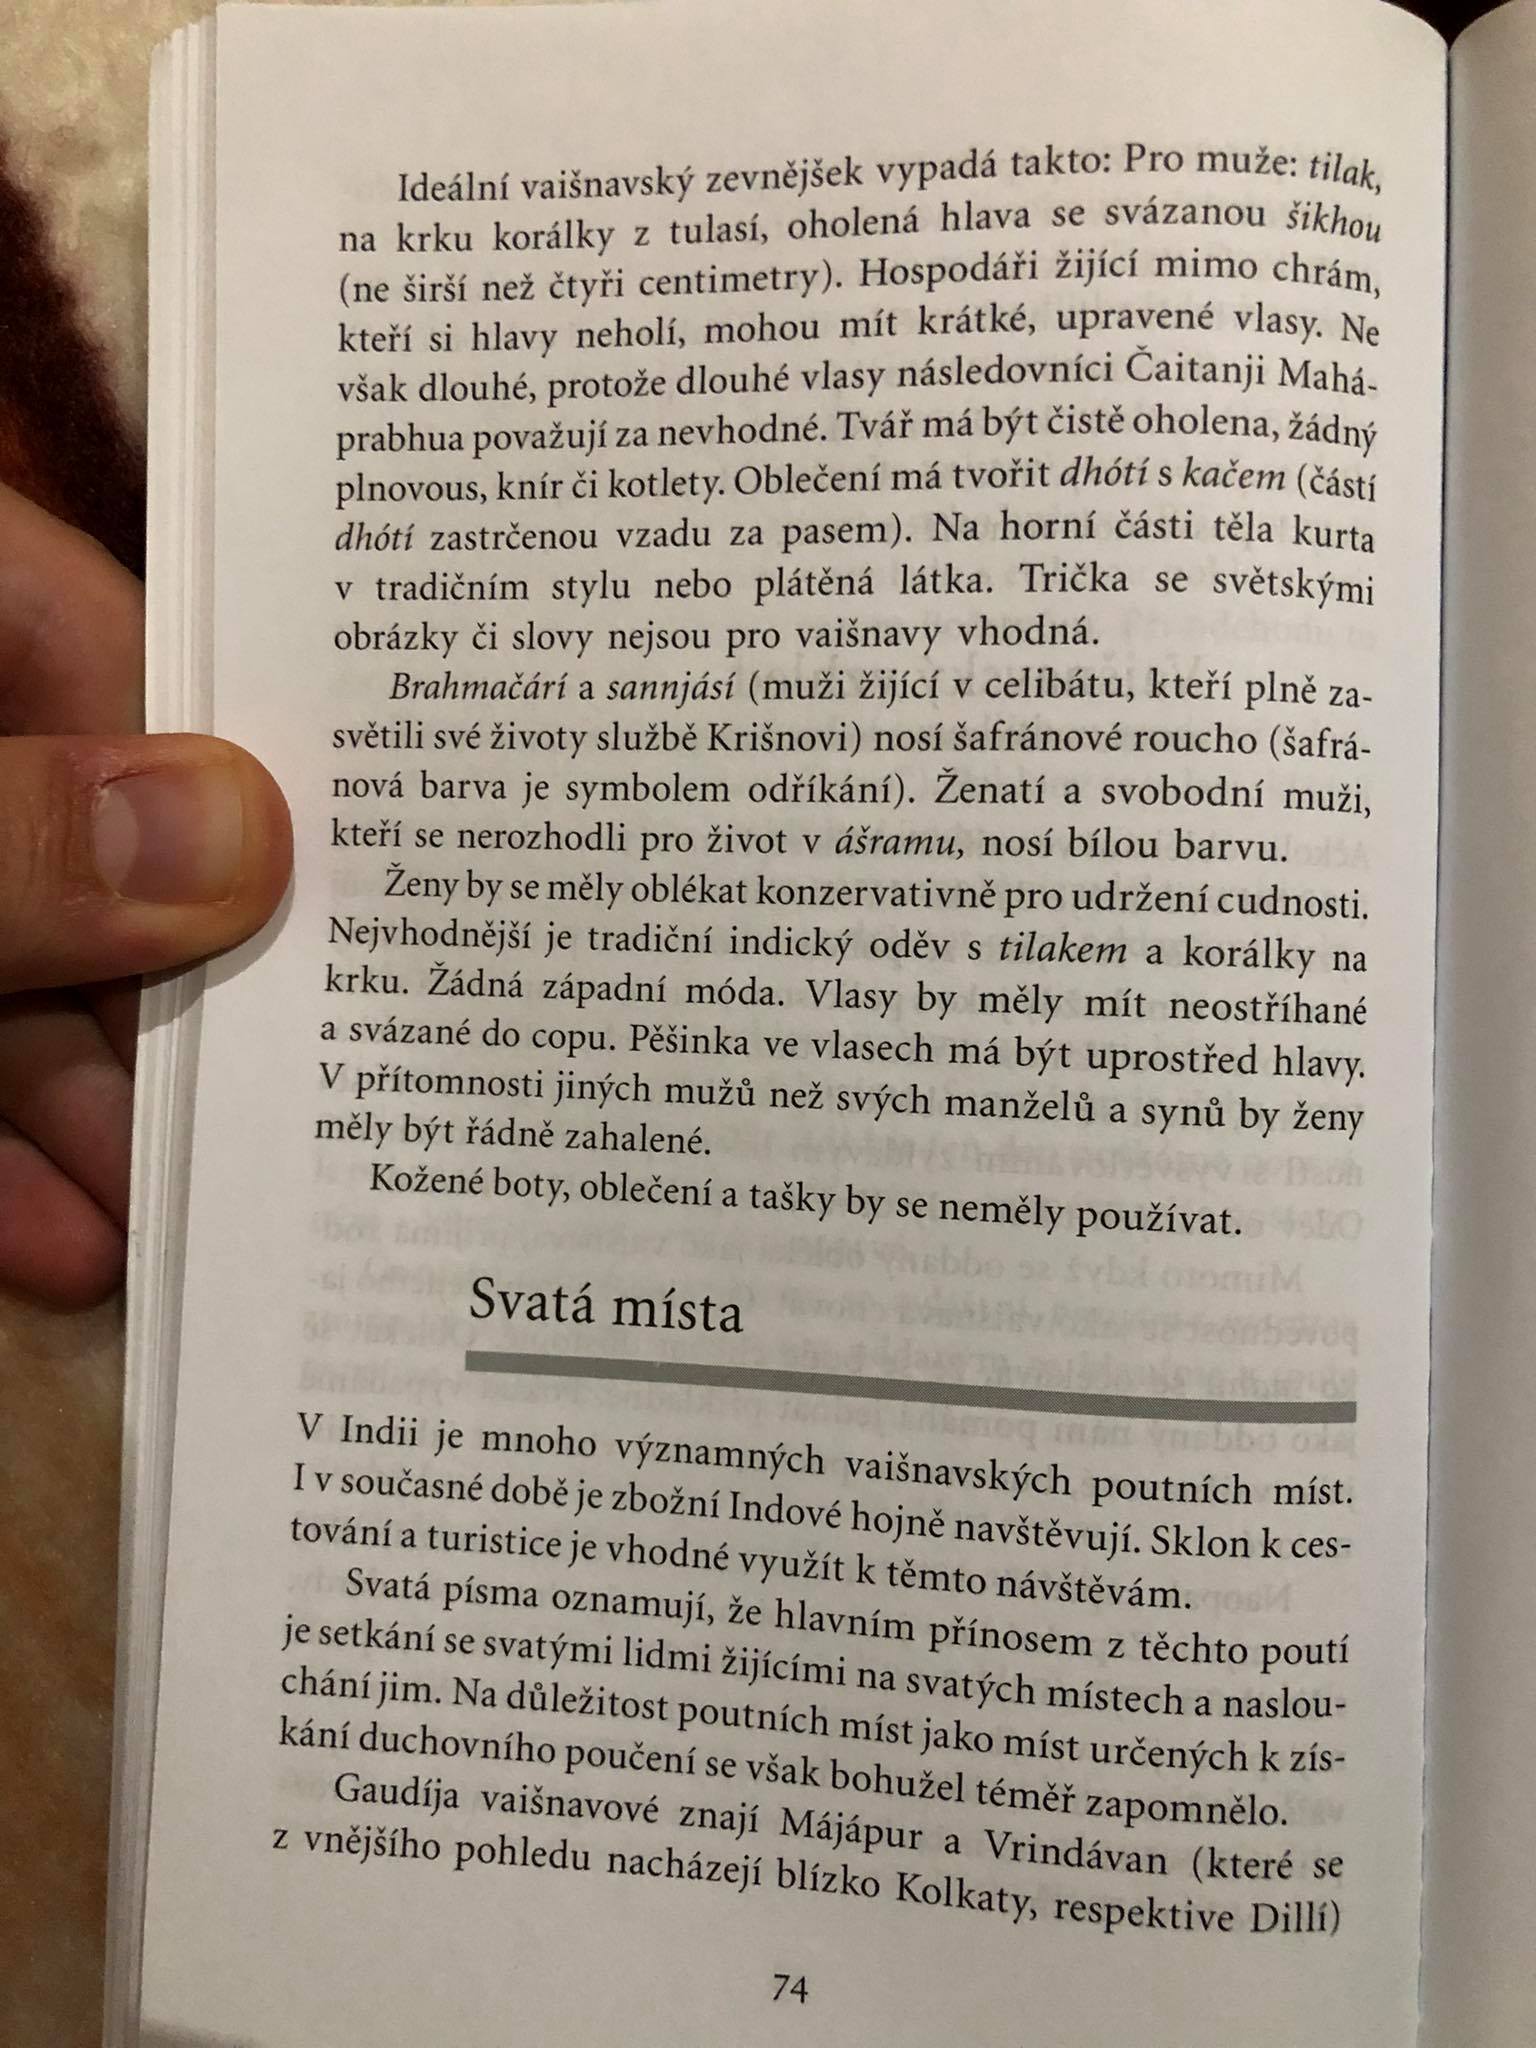 Ideální vaišnavský zevnějšek vypadá takto: Pro muže: tilak,
na krku korálky z tulasí, oholená hlava se svázanou šikhou
(ne širší než čtyři centimetry). Hospodáři žijící mimo chrám,
kteří si hlavy neholí, mohou mít krátké, upravené vlasy. Ne
však dlouhé, protože dlouhé vlasy následovníci Čaitanji Mahá-
prabhua považují za nevhodné. Tvář má být čistě oholena, žádný
plnovous, knír či kotlety. Oblečení má tvořit dhótí s kačem (částí
dhótí zastrčenou vzadu za pasem). Na horní části těla kurta
v tradičním stylu nebo plátěná látka. Trička se světskými
obrázky či slovy nejsou pro vaišnavy vhodná.
Brahmačárí a sannjásí (muži žijící v celibátu, kteří plně za-
světili své životy službě Krišnovi) nosí šafránové roucho (šafrá-
nová barva je symbolem odříkání). Ženatí a svobodní muži,
kteří se nerozhodli pro život v ášramu, nosí bílou barvu.
Ženy by se měly oblékat konzervativně pro udržení cudnosti.
Nejvhodnější je tradiční indický oděv s tilakem a korálky na
krku. Žádná západní móda. Vlasy by měly mít neostříhané
a svázané do copu. Pěšinka ve vlasech má být uprostřed hlavy.
V přítomnosti jiných mužů než svých manželů a synů by ženy
měly být řádně zahalené.
Kožené boty, oblečení a tašky by se neměly používat.
Svatá místa
V Indii je mnoho významných vaišnavských poutních míst.
I v současné době je zbožní Indové hojně navštěvují. Sklon k ces-
tování a turistice je vhodné využít k těmto návštěvám.
Svatá písma oznamují, že hlavním přínosem z těchto poutí
je setkání se svatými lidmi žijícími na svatých místech a naslou-
chání jim. Na důležitost poutních míst jako míst určených k zís-
kání duchovního poučení se však bohužel téměř zapomnělo.
Gaudíja vaišnavové znají Májápur a Vrindávan (které se
z vnějšího pohledu nacházejí blízko Kolkaty, respektive Dillí)
74